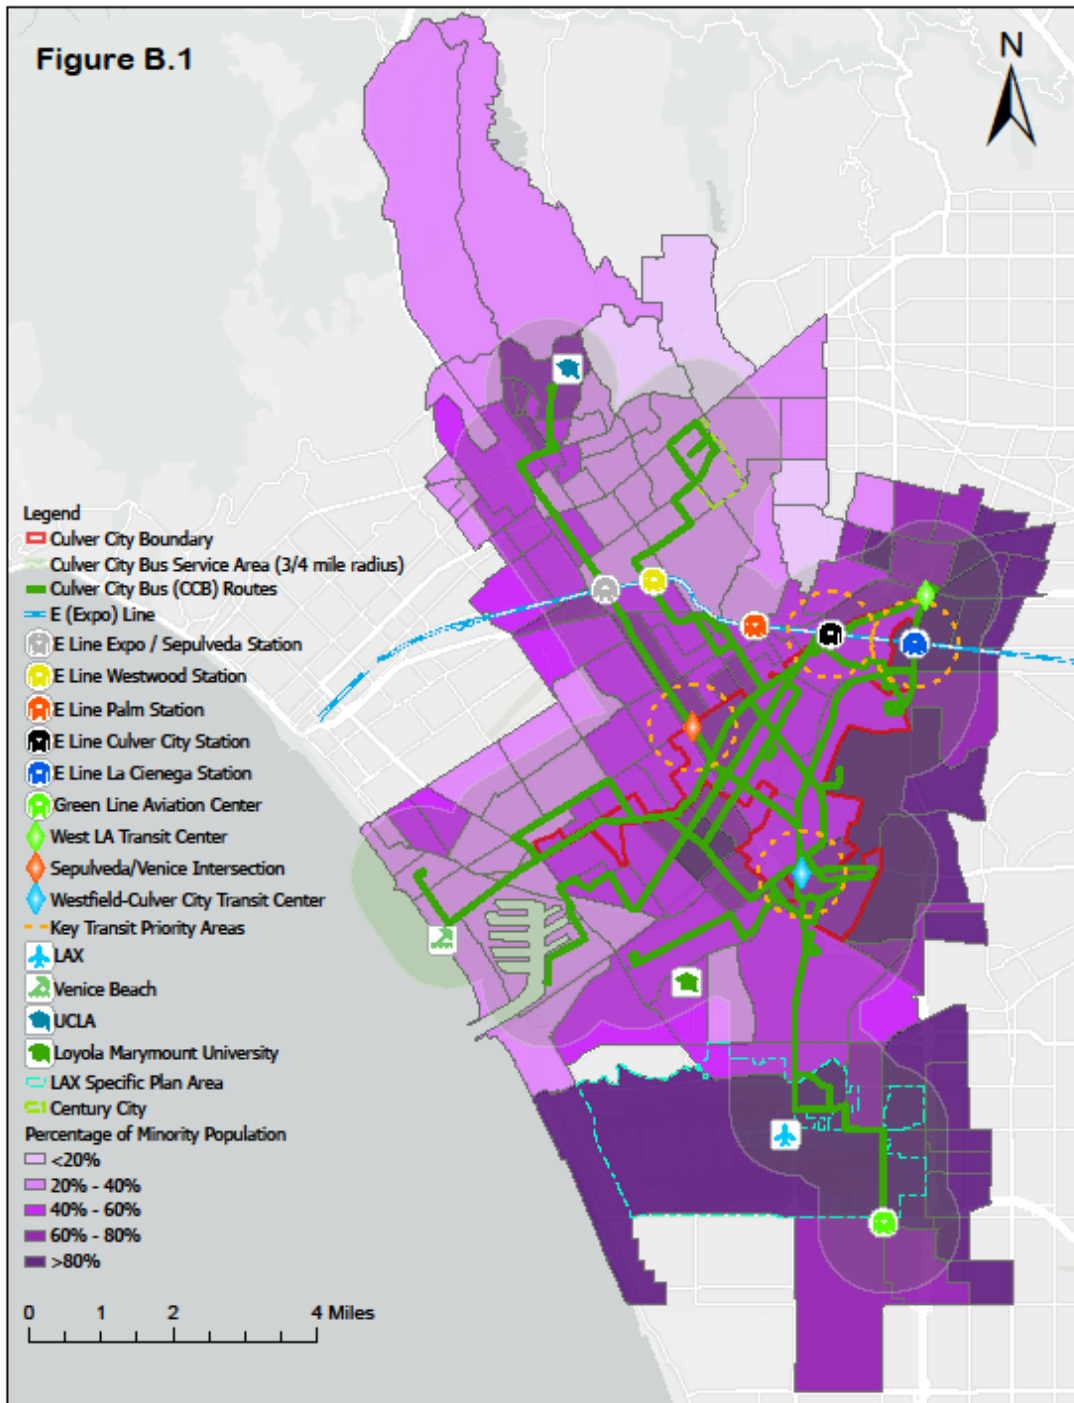 Figure B.1
N
Legend
Culver City Boundary
Culver City Bus Service Area (3/4 mile radius)
Culver City Bus (CCB) Routes
E (Expo) Line
E Line Expo / Sepulveda Station
E Line Westwood Station
E Line Palm Station
E Line Culver City Station
E Line La Cienega Station
Green Line Aviation Center
West LA Transit Center
Sepulveda/Venice Intersection
Westfield-Culver City Transit Center
Key Transit Priority Areas
LAX
Venice Beach
UCLA
Loyola Marymount University
LAX Specific Plan Area
Century City
Percentage of Minority Population
<20%
20% - 40%
40% - 60%
60% - 80%
>80%
0 1 2 4 Miles